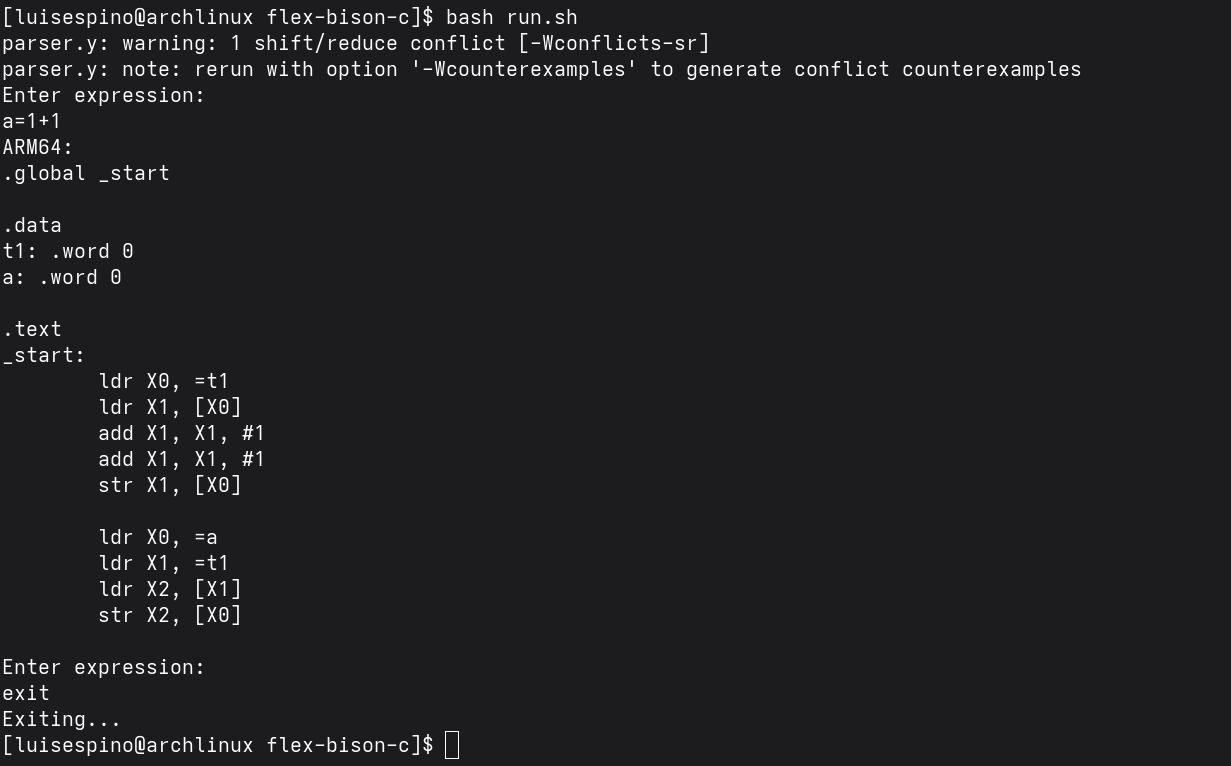 [luisespino@archlinux flex-bison-c]$ bash run.sh
parser.y: warning: 1 shift/reduce conflict [-Wconflicts-sr]
parser.y: note: rerun with option '-Wcounterexamples' to generate conflict counterexamples
Enter expression:
a=1+1
ARM64:
.global _start
.data
t1: .word 0
a: .word 0
.text
_start:
ldr X0, =t1
ldr X1, [X0]
add X1, X1, #1
add X1, X1, #1
str X1, [X0]
ldr X0, =a
ldr X1, =t1
ldr X2, [X1]
str X2, [X0]
Enter expression:
exit
Exiting...
[luisespino@archlinux flex-bison-c]$